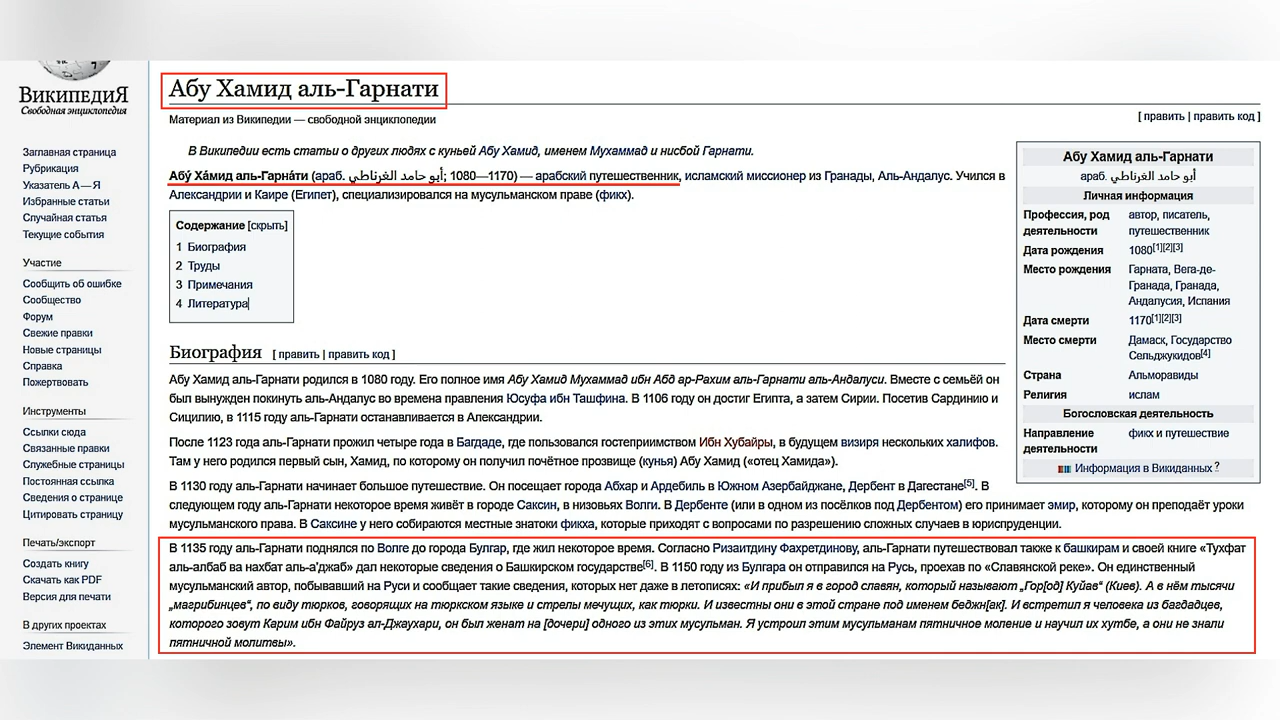 ВИКИПЕДИЯ
Свободная энциклопедия
Заглавная страница
Рубрикация
Указатель А — Я
Избранные статьи
Случайная статья
Текущие события
Участие
Сообщить об ошибке
Сообщество
Форум
Свежие правки
Новые страницы
Справка
Пожертвовать
Инструменты
Ссылки сюда
Связанные правки
Служебные страницы
Постоянная ссылка
Сведения о странице
Цитировать страницу
Печать/экспорт
Создать книгу
Скачать как PDF
Версия для печати
В других проектах
Элемент Викиданных
Абу Хамид аль-Гарнати
Материал из Википедии — свободной энциклопедии
[ править | править код ]
В Википедии есть статьи о других людях с куньей Абу Хамид, именем Мухаммад и нисбой Гарнати.
Абу́ Ха́мид аль-Гарна́ти (араб. أبو حامد الغرناطي; 1080—1170) — арабский путешественник, исламский миссионер из Гранады, Аль-Андалус. Учился в
Александрии и Каире (Египет), специализировался на мусульманском праве (фикх).
Содержание [скрыть]
1 Биография
2 Труды
3 Примечания
4 Литература
Биография [ править | править код ]
Абу Хамид аль-Гарнати родился в 1080 году. Его полное имя Абу Хамид Мухаммад ибн Абд ар-Рахим аль-Гарнати аль-Андалуси. Вместе с семьёй он
был вынужден покинуть аль-Андалус во времена правления Юсуфа ибн Ташфина. В 1106 году он достиг Египта, а затем Сирии. Посетив Сардинию и
Сицилию, в 1115 году аль-Гарнати останавливается в Александрии.
После 1123 года аль-Гарнати прожил четыре года в Багдаде, где пользовался гостеприимством Ибн Хубайры, в будущем визиря нескольких халифов.
Там у него родился первый сын, Хамид, по которому он получил почётное прозвище (кунья) Абу Хамид («отец Хамида»).
В 1130 году аль-Гарнати начинает большое путешествие. Он посещает города Абхар и Ардебиль в Южном Азербайджане, Дербент в Дагестане[5]. В
следующем году аль-Гарнати некоторое время живёт в городе Саксин, в низовьях Волги. В Дербенте (или в одном из посёлков под Дербентом) его принимает эмир, которому он преподаёт уроки
мусульманского права. В Саксине у него собираются местные знатоки фикха, которые приходят с вопросами по разрешению сложных случаев в юриспруденции.
В 1135 году аль-Гарнати поднялся по Волге до города Булгар, где жил некоторое время. Согласно Ризаитдину Фахретдинову, аль-Гарнати путешествовал также к башкирам и своей книге «Тухфат
аль-албаб ва нахбат аль-а'джаб» дал некоторые сведения о Башкирском государстве[6]. В 1150 году из Булгара он отправился на Русь, проехав по «Славянской реке». Он единственный
мусульманский автор, побывавший на Руси и сообщает такие сведения, которых нет даже в летописях: «И прибыл я в город славян, который называют „Гор[од] Куйав“ (Киев). А в нём тысячи
„магрибинцев“, по виду тюрков, говорящих на тюркском языке и стрелы мечущих, как тюрки. И известны они в этой стране под именем беджн[ак]. И встретил я человека из багдадцев,
которого зовут Карим ибн Файруз ал-Джаухари, он был женат на [дочери] одного из этих мусульман. Я устроил этим мусульманам пятничное моление и научил их хутбе, а они не знали
пятничной молитвы».
Абу Хамид аль-Гарнати
араб. أبو حامد الغرناطي
Личная информация
Профессия, род деятельности автор, писатель, путешественник
Дата рождения 1080[1][2][3]
Место рождения Гарната, Вега-де-Гранада, Гранада, Андалусия, Испания
Дата смерти 1170[1][2][3]
Место смерти Дамаск, Государство Сельджукидов[4]
Страна Альморавиды
Религия ислам
Богословская деятельность
Направление деятельности фикх и путешествие
Информация в Викиданных ?